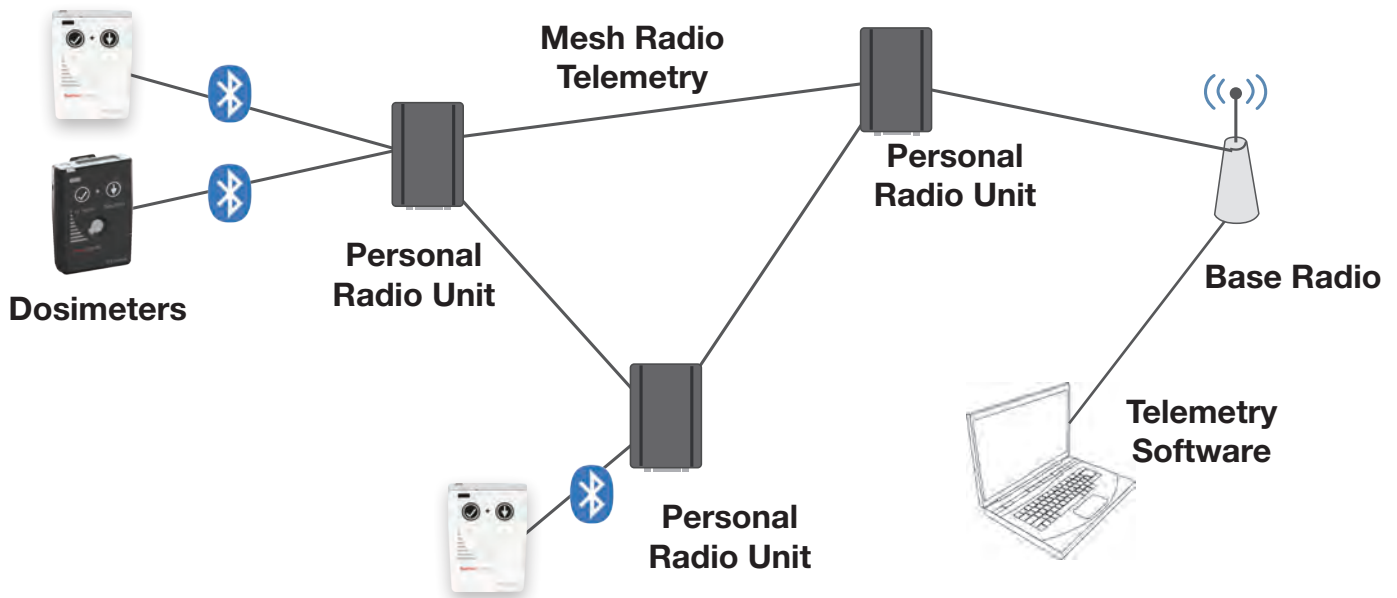 Mesh Radio
Telemetry
Personal
Radio Unit
Dosimeters
Personal
Radio Unit
Base Radio
Personal
Radio Unit
Telemetry
Software